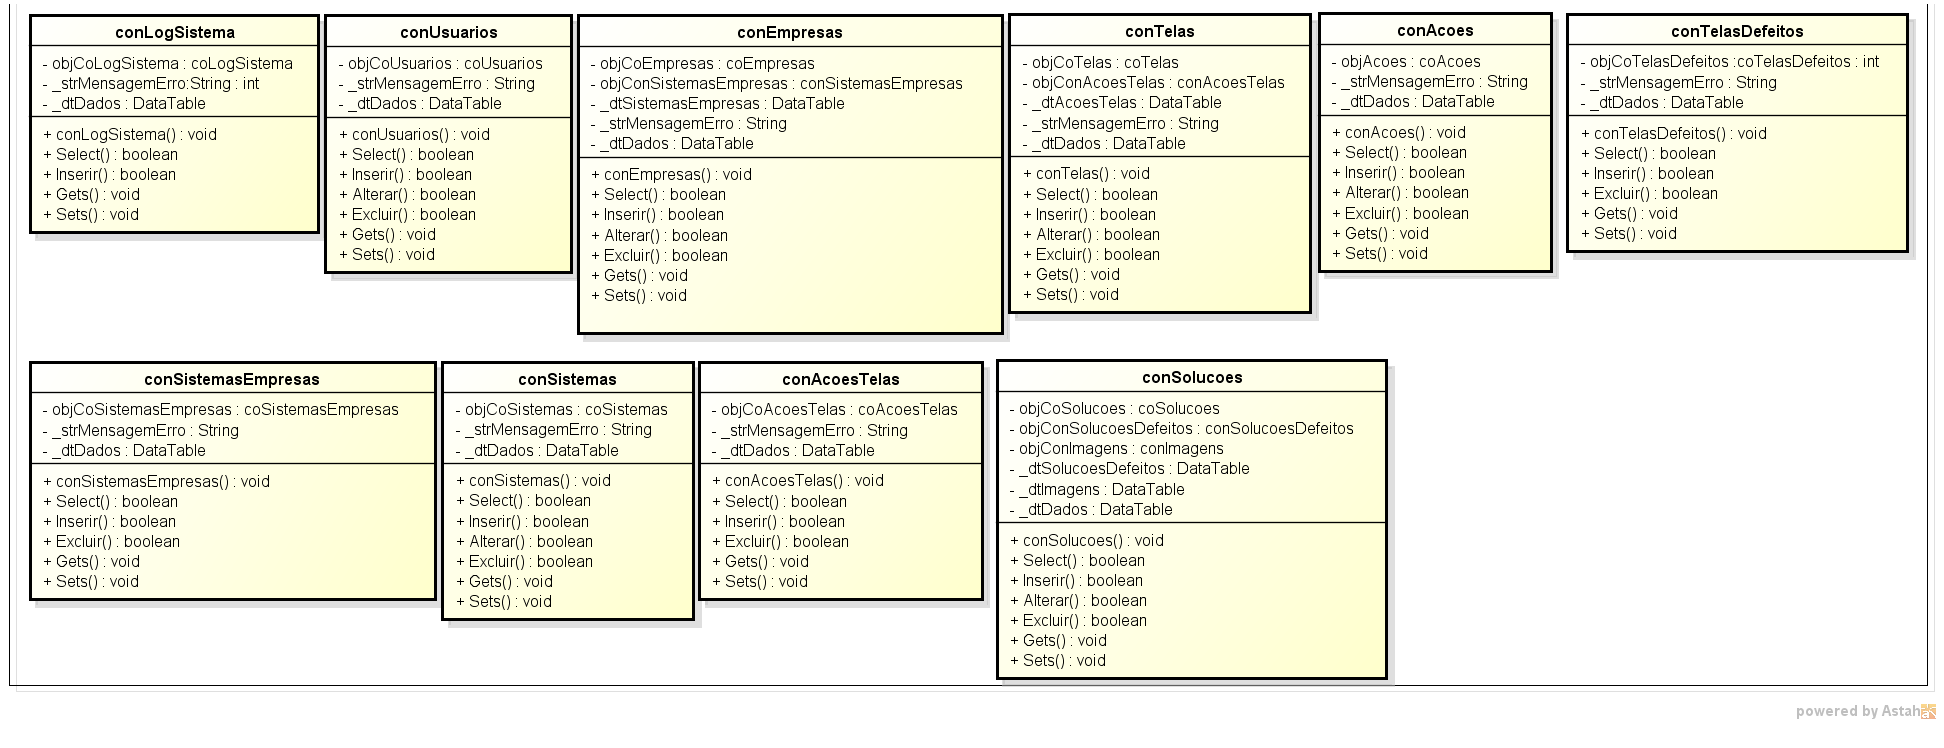 conLogSistema
- objCoLogSistema : coLogSistema
- _strMensagemErro:String : int
- _dtDados : DataTable
+ conLogSistema() : void
+ Select() : boolean
+ Inserir() : boolean
+ Gets() : void
+ Sets() : void
conUsuarios
- objCoUsuarios : coUsuarios
- _strMensagemErro : String
- _dtDados : DataTable
+ conUsuarios() : void
+ Select() : boolean
+ Inserir() : boolean
+ Alterar() : boolean
+ Excluir() : boolean
+ Gets() : void
+ Sets() : void
conEmpresas
- objCoEmpresas : coEmpresas
- objConSistemasEmpresas : conSistemasEmpresas
- _dtSistemasEmpresas : DataTable
- _strMensagemErro : String
- _dtDados : DataTable
+ conEmpresas() : void
+ Select() : boolean
+ Inserir() : boolean
+ Alterar() : boolean
+ Excluir() : boolean
+ Gets() : void
+ Sets() : void
conTelas
- objCoTelas : coTelas
- objConAcoesTelas : conAcoesTelas
- _dtAcoesTelas : DataTable
- _strMensagemErro : String
- _dtDados : DataTable
+ conTelas() : void
+ Select() : boolean
+ Inserir() : boolean
+ Alterar() : boolean
+ Excluir() : boolean
+ Gets() : void
+ Sets() : void
conAcoes
- objAcoes : coAcoes
- _strMensagemErro : String
- _dtDados : DataTable
+ conAcoes() : void
+ Select() : boolean
+ Inserir() : boolean
+ Alterar() : boolean
+ Excluir() : boolean
+ Gets() : void
+ Sets() : void
conTelasDefeitos
- objCoTelasDefeitos :coTelasDefeitos : int
- _strMensagemErro : String
- _dtDados : DataTable
+ conTelasDefeitos() : void
+ Select() : boolean
+ Inserir() : boolean
+ Excluir() : boolean
+ Gets() : void
+ Sets() : void
conSistemasEmpresas
- objCoSistemasEmpresas : coSistemasEmpresas
- _strMensagemErro : String
- _dtDados : DataTable
+ conSistemasEmpresas() : void
+ Select() : boolean
+ Inserir() : boolean
+ Excluir() : boolean
+ Gets() : void
+ Sets() : void
conSistemas
- objCoSistemas : coSistemas
- _strMensagemErro : String
- _dtDados : DataTable
+ conSistemas() : void
+ Select() : boolean
+ Inserir() : boolean
+ Alterar() : boolean
+ Excluir() : boolean
+ Gets() : void
+ Sets() : void
conAcoesTelas
- objCoAcoesTelas : coAcoesTelas
- _strMensagemErro : String
- _dtDados : DataTable
+ conAcoesTelas() : void
+ Select() : boolean
+ Inserir() : boolean
+ Excluir() : boolean
+ Gets() : void
+ Sets() : void
conSolucoes
- objCoSolucoes : coSolucoes
- objConSolucoesDefeitos : conSolucoesDefeitos
- objConImagens : conImagens
- _dtSolucoesDefeitos : DataTable
- _dtImagens : DataTable
- _dtDados : DataTable
+ conSolucoes() : void
+ Select() : boolean
+ Inserir() : boolean
+ Alterar() : boolean
+ Excluir() : boolean
+ Gets() : void
+ Sets() : void
powered by Astah